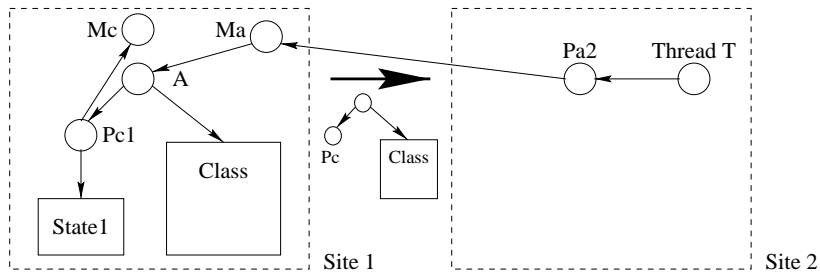 Mc
Ma
Pa2
Thread T
A
Pc1
Pc
Class
Class
State1
Site 1
Site 2